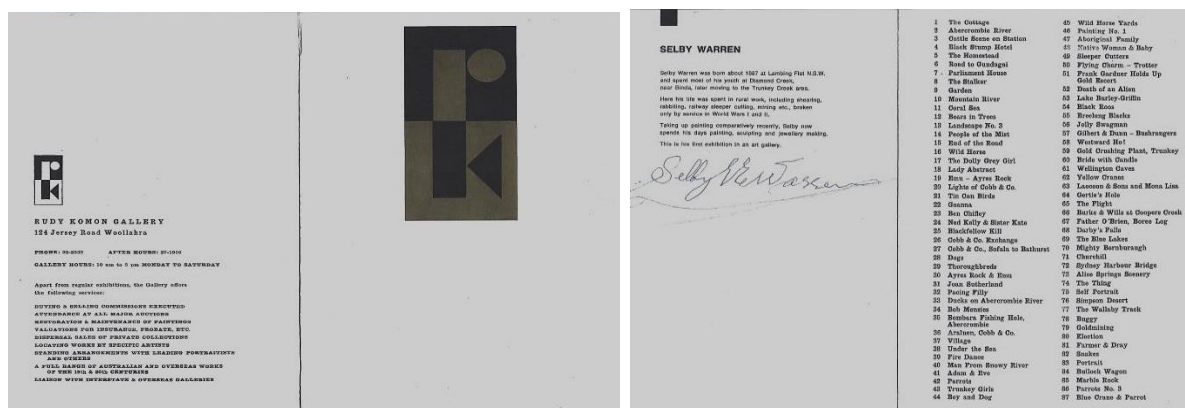 rk
RUDY KOMON GALLERY
124 Jersey Road Woollahra
GALLERY HOURS: 10 am to 5 pm MONDAY TO SATURDAY
Apart from regular exhibitions, the Gallery offers
the following services:
BUYING & SELLING COMMISSIONS EXECUTED
ATTENDANCE AT ALL MAJOR AUCTIONS
RESTORATION & MAINTENANCE OF PAINTINGS
VALUATIONS FOR INSURANCE, PROBATE, ETC.
DISPERSAL SALES OF PRIVATE COLLECTIONS
LOCATING WORKS BY SPECIFIC ARTISTS
STANDING ARRANGEMENTS WITH LEADING PORTRAITISTS
AND OTHERS
A FULL RANGE OF AUSTRALIAN AND OVERSEAS WORKS
OF THE 19th & 20th CENTURIES
LIAISON WITH INTERSTATE & OVERSEAS GALLERIES
rk
SELBY WARREN
Selby Warren was born about 1887 at Lambing Flat N.S.W.
and spent most of his youth at Diamond Creek,
near Binda, later moving to the Trunkey Creek area.
Here his life was spent in rural work, including shearing,
rabbiting, railway sleeper cutting, mining etc., broken
only by service in World Wars I and II.
Taking up painting comparatively recently, Selby now
spends his days painting, sculpting and jewellery making.
This is his first exhibition in an art gallery.
Selby Warren
1 The Cottage
2 Abercrombie River
3 Cattle Scene on Station
4 Black Stump Hotel
5 The Homestead
6 Road to Gundagai
7 Parliament House
8 The Stalker
9 Garden
10 Mountain River
11 Coral Sea
12 Bears in Trees
13 Landscape No. 3
14 People of the Mist
15 End of the Road
16 Wild Horse
17 The Dolly Grey Girl
18 Lady Abstract
19 Emu - Ayres Rock
20 Lights of Cobb & Co.
21 Tin Can Birds
22 Goanna
23 Ben Chifley
24 Ned Kelly & Sister Kate
25 Blackfellow Kill
26 Cobb & Co. Exchange
27 Cobb & Co., Sofala to Bathurst
28 Dogs
29 Thoroughbreds
30 Ayres Rock & Emu
31 Joan Sutherland
32 Pacing Filly
33 Ducks on Abercrombie River
34 Bob Menzies
35 Bombora Fishing Hole,
Abercrombie
36 Araluen, Cobb & Co.
37 Village
38 Under the Sea
39 Fire Dance
40 Man From Snowy River
41 Adam & Eve
42 Parrots
43 Trunkey Girls
44 Boy and Dog
45 Wild Horse Yards
46 Painting No. 1
47 Aboriginal Family
48 Native Woman & Baby
49 Sleeper Cutters
50 Flying Charm - Trotter
51 Frank Gardner Holds Up
Gold Escort
52 Death of an Alien
53 Lake Burley-Griffin
54 Black Rose
55 Breelong Blacks
56 Jolly Swagman
57 Gilbert & Dunn - Bushrangers
58 Westward Ho!
59 Gold Crushing Plant, Trunkey
60 Bride with Candle
61 Wellington Caves
62 Yellow Cranes
63 Laocoon & Sons and Mona Lisa
64 Gertie's Hole
65 The Flight
66 Burke & Wills at Coopers Creek
67 Father O'Brien, Bores Log
68 Darby's Falls
69 The Blue Lakes
70 Mighty Bernburangh
71 Churchill
72 Sydney Harbour Bridge
73 Alice Springs Scenery
74 The Thing
75 Self Portrait
76 Simpson Desert
77 The Wallaby Track
78 Buggy
79 Goldmining
80 Election
81 Farmer & Dray
82 Snakes
83 Portrait
84 Bullock Wagon
85 Marble Rock
86 Parrots No. 3
87 Blue Crane & Parrot